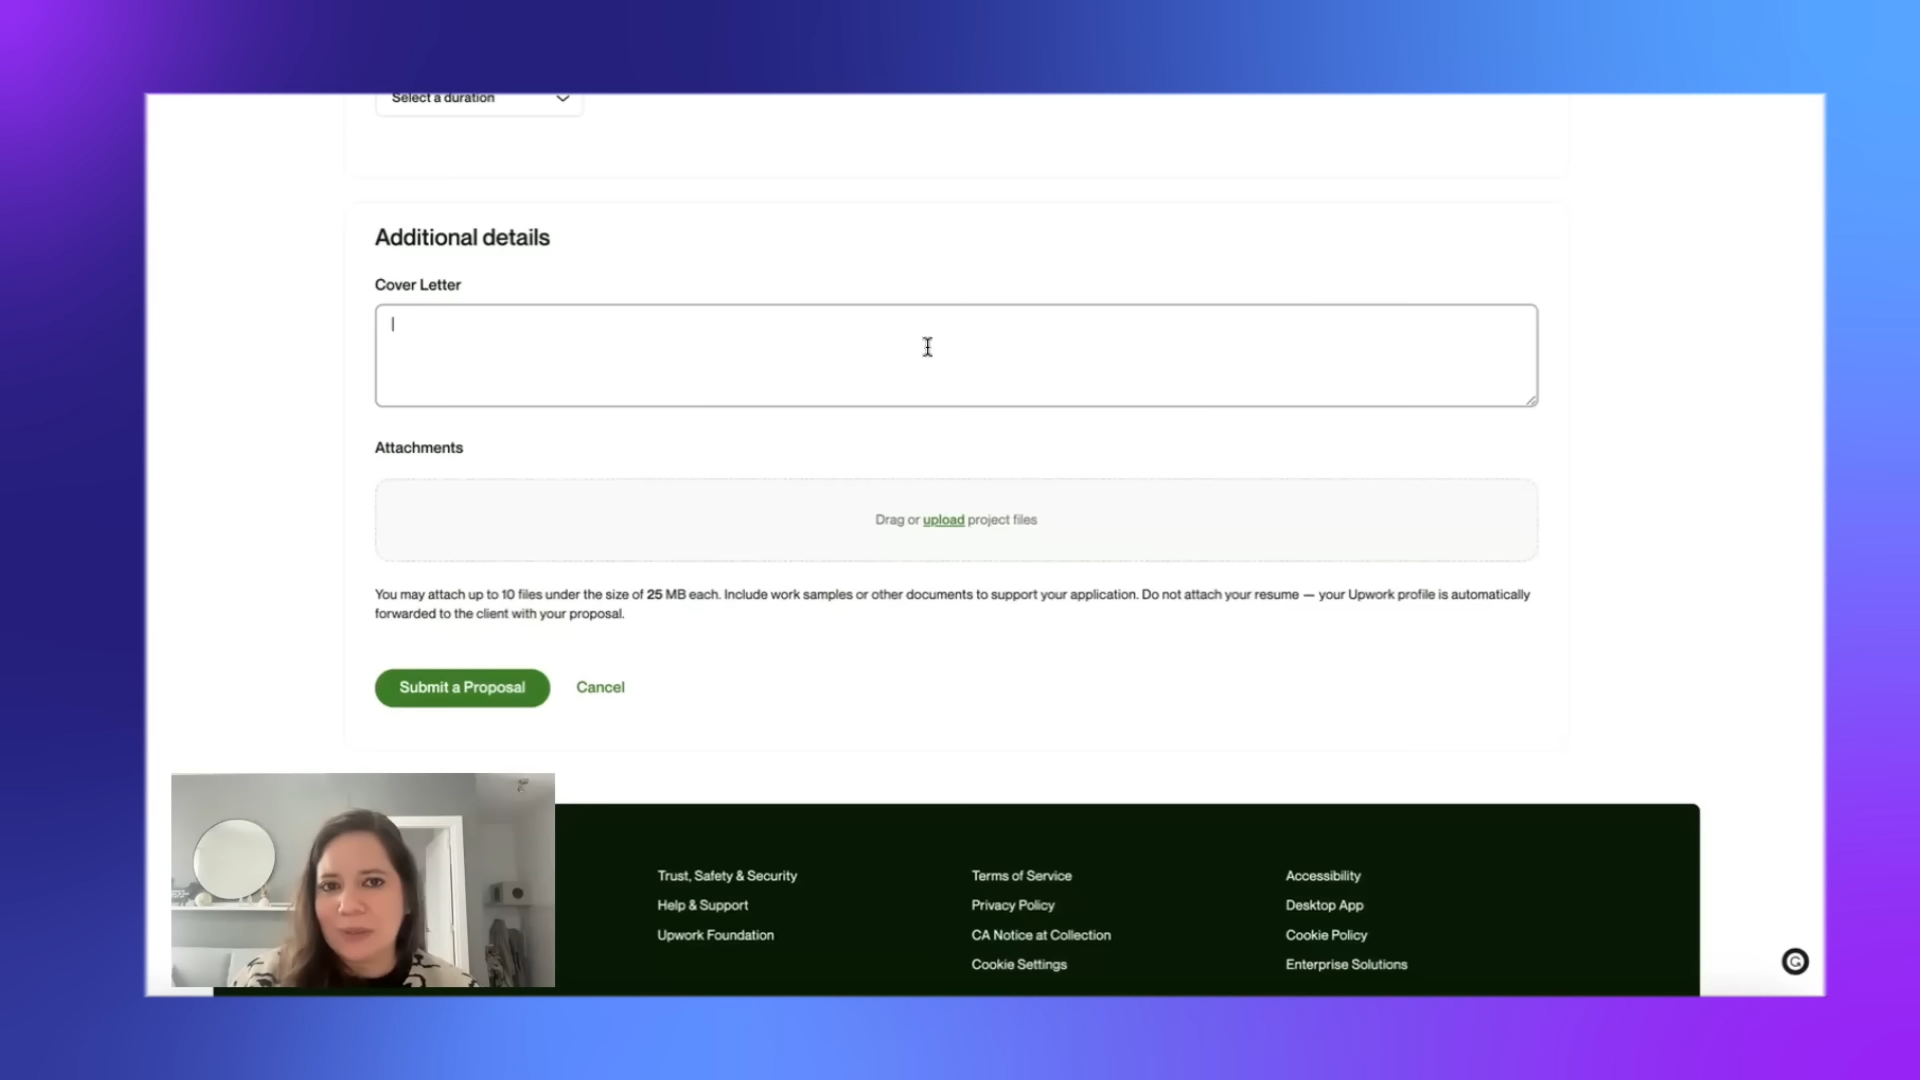 Select a duration
Additional details
Cover Letter
Attachments
Drag or upload project files
You may attach up to 10 files under the size of 25 MB each. Include work samples or other documents to support your application. Do not attach your resume — your Upwork profile is automatically
forwarded to the client with your proposal.
Submit a Proposal Cancel
Trust, Safety & Security Terms of Service Accessibility
Help & Support Privacy Policy Desktop App
Upwork Foundation CA Notice at Collection Cookie Policy
Cookie Settings Enterprise Solutions